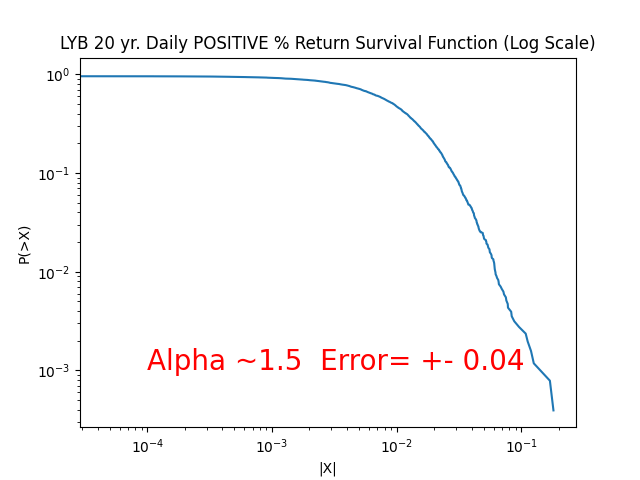 LYB 20 yr. Daily POSITIVE % Return Survival Function (Log Scale)
P(>X)
10⁰
10⁻¹
10⁻²
10⁻³
Alpha ~1.5  Error= +- 0.04
10⁻⁴ 10⁻³ 10⁻² 10⁻¹
|X|